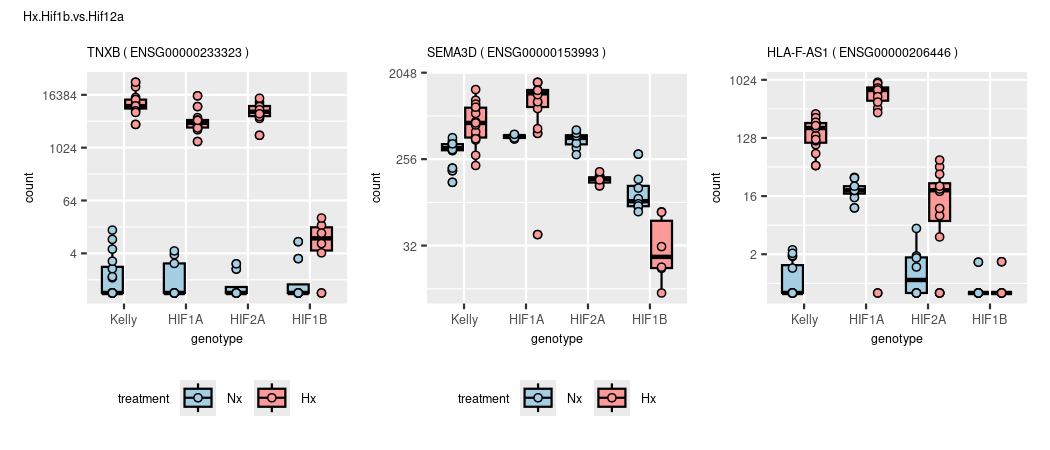 Hx.Hif1b.vs.Hif12a
TNXB ( ENSG00000233323 )
16384
1024
64
4
count
Kelly HIF1A HIF2A HIF1B
genotype
treatment Nx Hx
SEMA3D ( ENSG00000153993 )
2048
256
32
count
Kelly HIF1A HIF2A HIF1B
genotype
treatment Nx Hx
HLA-F-AS1 ( ENSG00000206446 )
1024
128
16
2
count
Kelly HIF1A HIF2A HIF1B
genotype